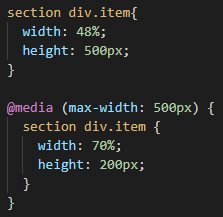 section div.item{
  width: 48%;
  height: 500px;
}

@media (max-width: 500px) {
  section div.item {
    width: 70%;
    height: 200px;
  }
}